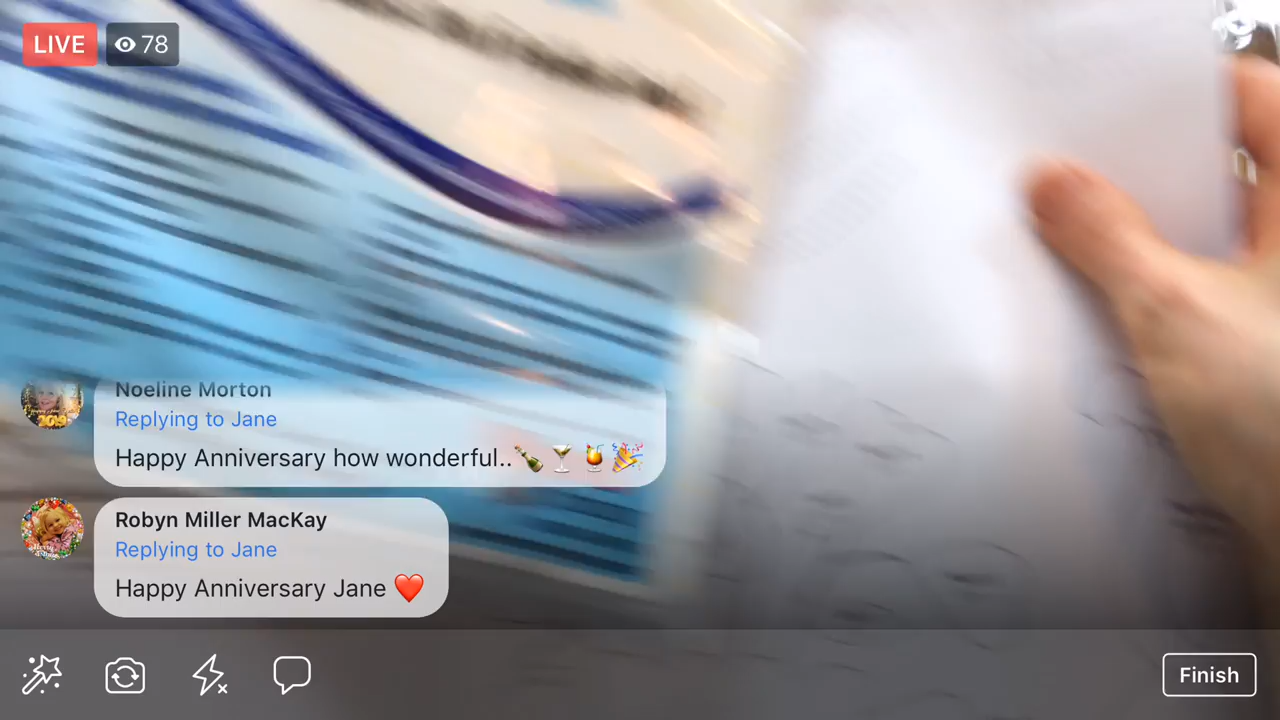 LIVE
78
Noeline Morton
Replying to Jane
Happy Anniversary how wonderful..🍾🍸🍹🎉
Robyn Miller MacKay
Replying to Jane
Happy Anniversary Jane ❤️
Finish